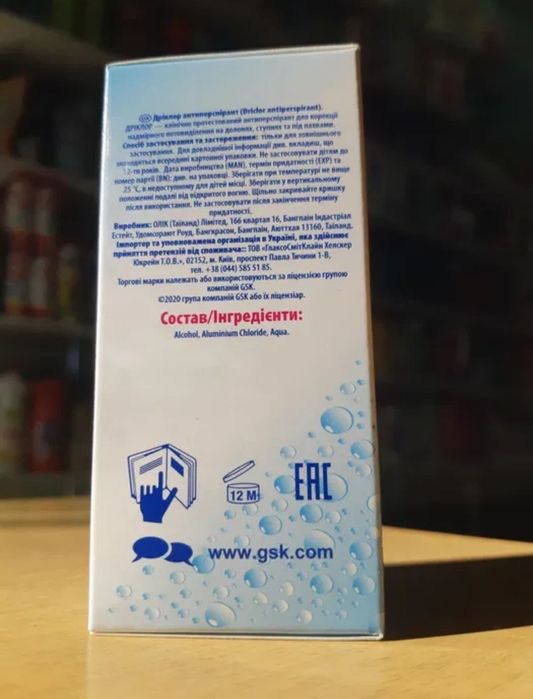 UA Дріклор антиперспірант (Driclor antiperspirant).
ДРІКЛОР — клінічно протестований антиперспірант для корекції
надмірного потовиділення на долонях, ступнях та під пахвами.
Спосіб застосування та застереження: тільки для зовнішнього
застосування. Для докладнішої інформації див. вкладиш, що
знаходиться всередині картонної упаковки. Не застосовувати дітям до
12-ти років. Дата виробництва (MAN), термін придатності (EXP) та
номер партії (BN): див. на упаковці. Зберігати при температурі не вище
25 °C, в недоступному для дітей місці. Зберігати у вертикальному
положенні подалі від відкритого вогню. Щільно закривайте кришку
після використання. Не застосовувати після закінчення терміну
придатності.
Виробник: ОЛІК (Таїланд) Лімітед, 166 квартал 16, Бангпаїн Індастріал
Естейт, Удомсорают Роуд, Бангкрасон, Бангпаїн, Аюттхая 13160, Таїланд.
Імпортер та уповноважена організація в Україні, яка здійснює
прийняття претензій від споживача:: ТОВ «ГлаксоСмітКлайн Хелскер
Юкрейн Т.О.В.», 02152, м. Київ, проспект Павла Тичини 1-В,
тел. +38 (044) 585 51 85.
Торгові марки належать або використовуються за ліцензією групою
компаній GSK.
©2020 група компаній GSK або їх ліцензіар.
Состав/Інгредієнти:
Alcohol, Aluminium Chloride, Aqua.
12 M
EAC
www.gsk.com